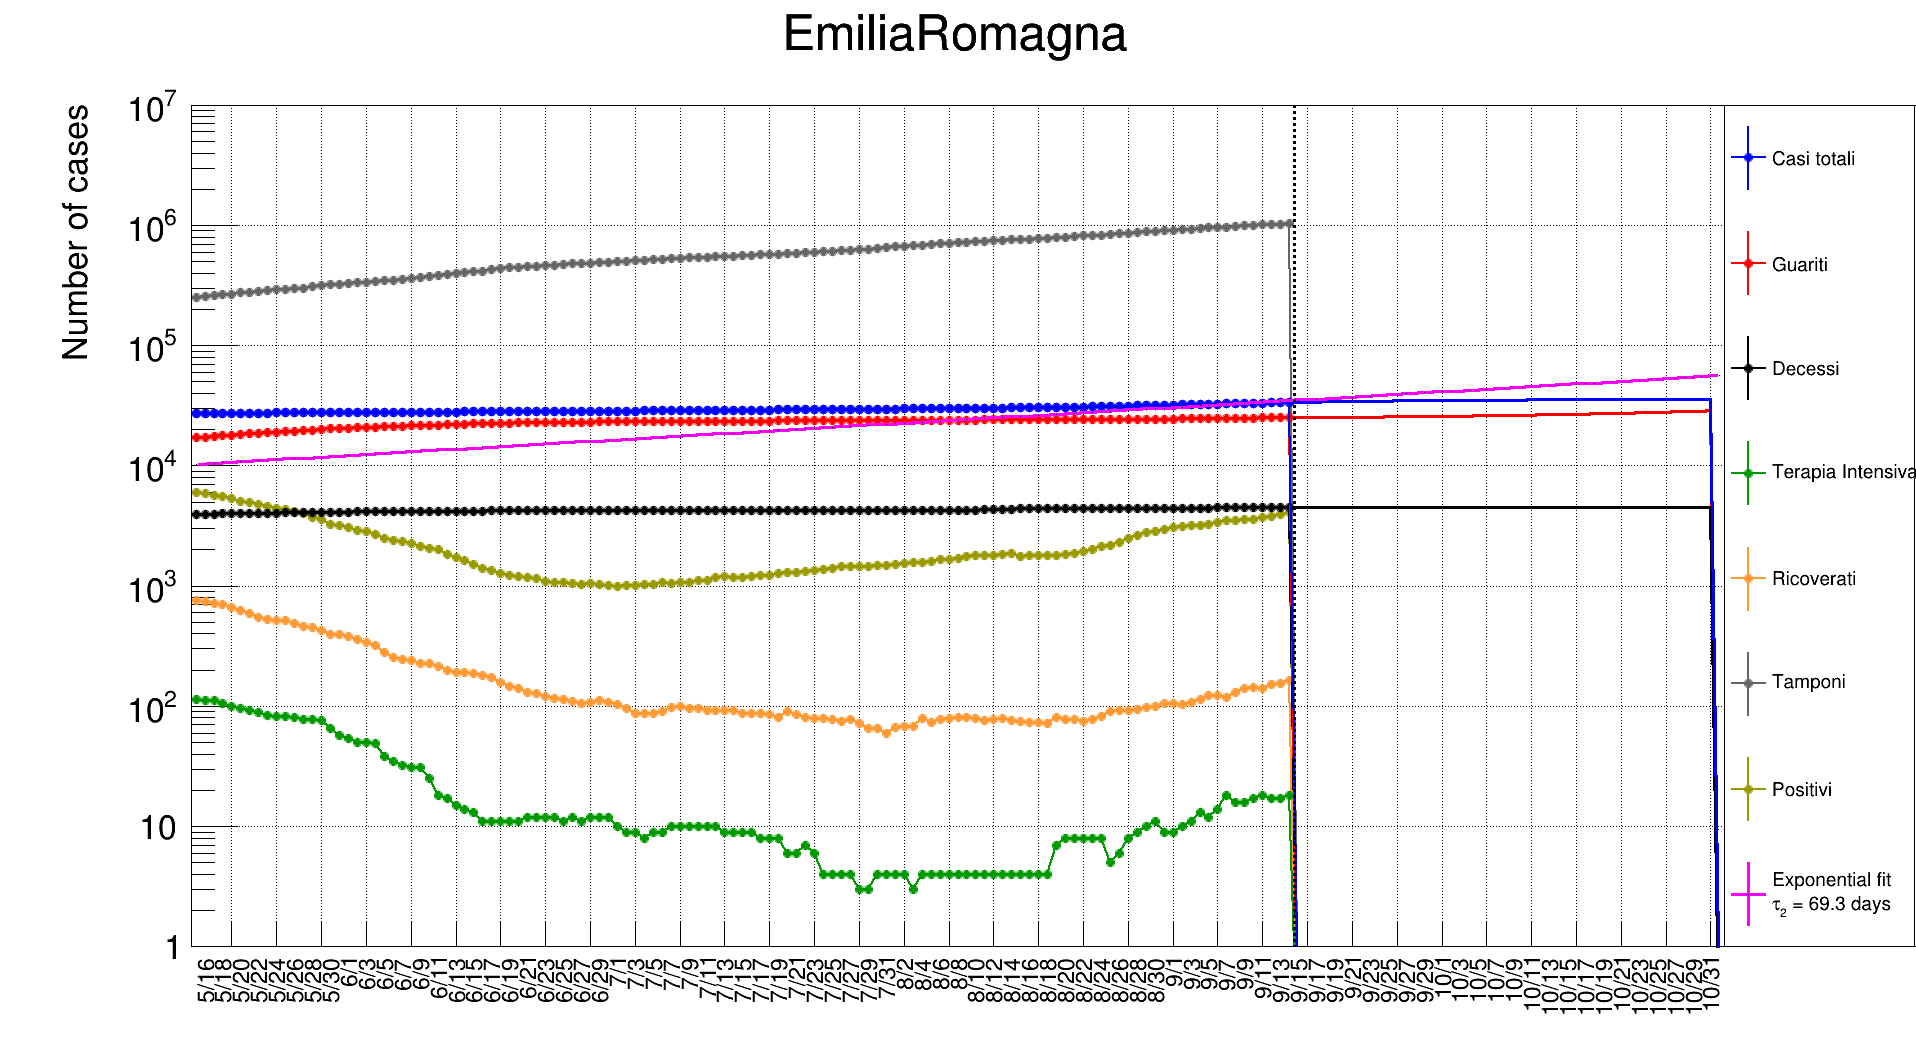 EmiliaRomagna
Number of cases
10^7
10^6
10^5
10^4
10^3
10^2
10
1
5/16 5/18 5/20 5/22 5/24 5/26 5/28 5/30 6/1 6/3 6/5 6/7 6/9 6/11 6/13 6/15 6/17 6/19 6/21 6/23 6/25 6/27 6/29 7/1 7/3 7/5 7/7 7/9 7/11 7/13 7/15 7/17 7/19 7/21 7/23 7/25 7/27 7/29 7/31 8/2 8/4 8/6 8/8 8/10 8/12 8/14 8/16 8/18 8/20 8/22 8/24 8/26 8/28 8/30 9/1 9/3 9/5 9/7 9/9 9/11 9/13 9/15 9/17 9/19 9/21 9/23 9/25 9/27 9/29 10/1 10/3 10/5 10/7 10/9 10/11 10/13 10/15 10/17 10/19 10/21 10/23 10/25 10/27 10/29 10/31
Casi totali
Guariti
Decessi
Terapia Intensiva
Ricoverati
Tamponi
Positivi
Exponential fit
τ_2 = 69.3 days